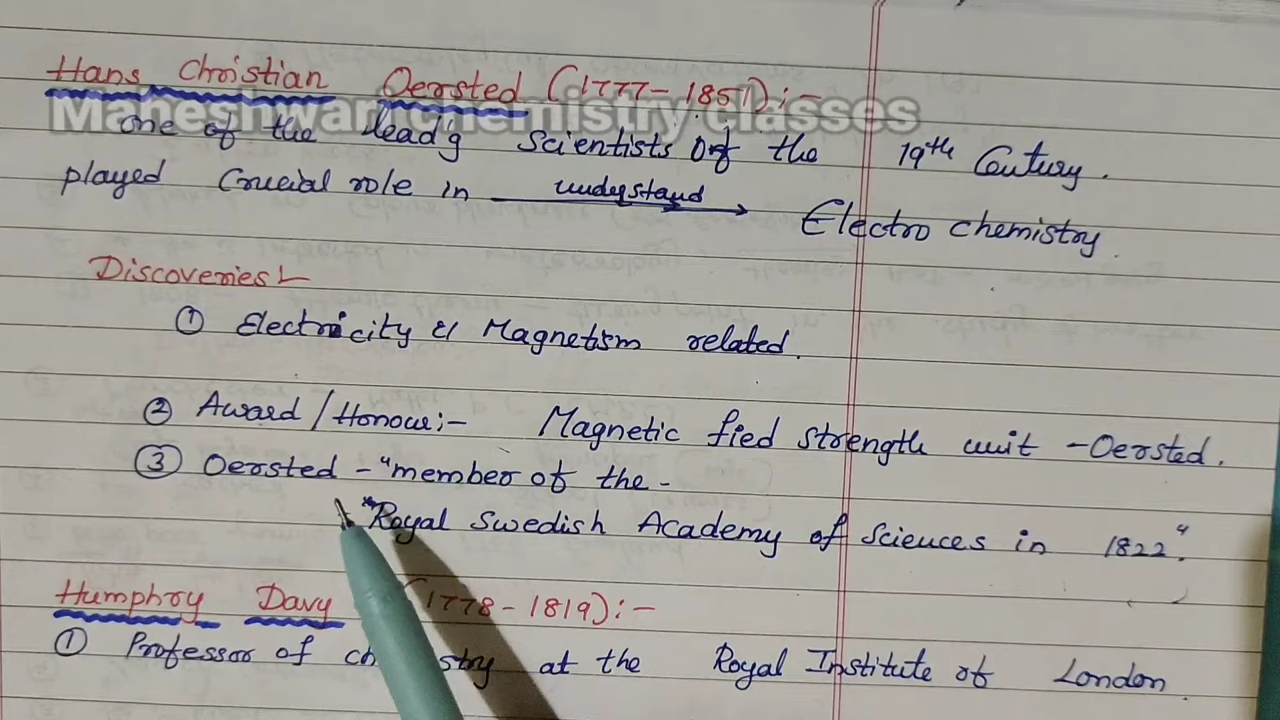 Hans Christian Oersted (1777-1851):-
Maheshwari chemistry classes
one of the lead'g Scientists of the 19th Century.
played Crucial role in understand → Electro chemistry.
Discoveries:-
① Electricity & Magnetism related.
② Award/Honour:- Magnetic fied strength unit - Oersted.
③ Oersted - "member of the -
"Royal Swedish Academy of Sciences in 1822".
Humphry Davy (1778-1819):-
① Professor of ch stry at the Royal Institute of London.